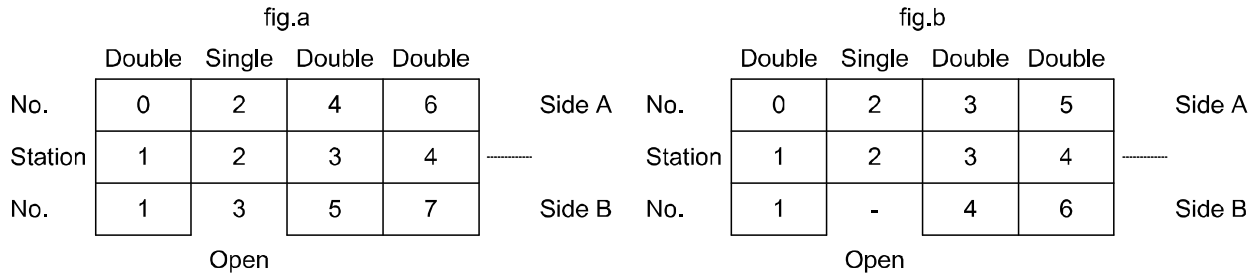 fig.a
Double Single Double Double
No. 0 2 4 6 Side A
Station 1 2 3 4
No. 1 3 5 7 Side B
Open
fig.b
Double Single Double Double
No. 0 2 3 5 Side A
Station 1 2 3 4
No. 1 - 4 6 Side B
Open